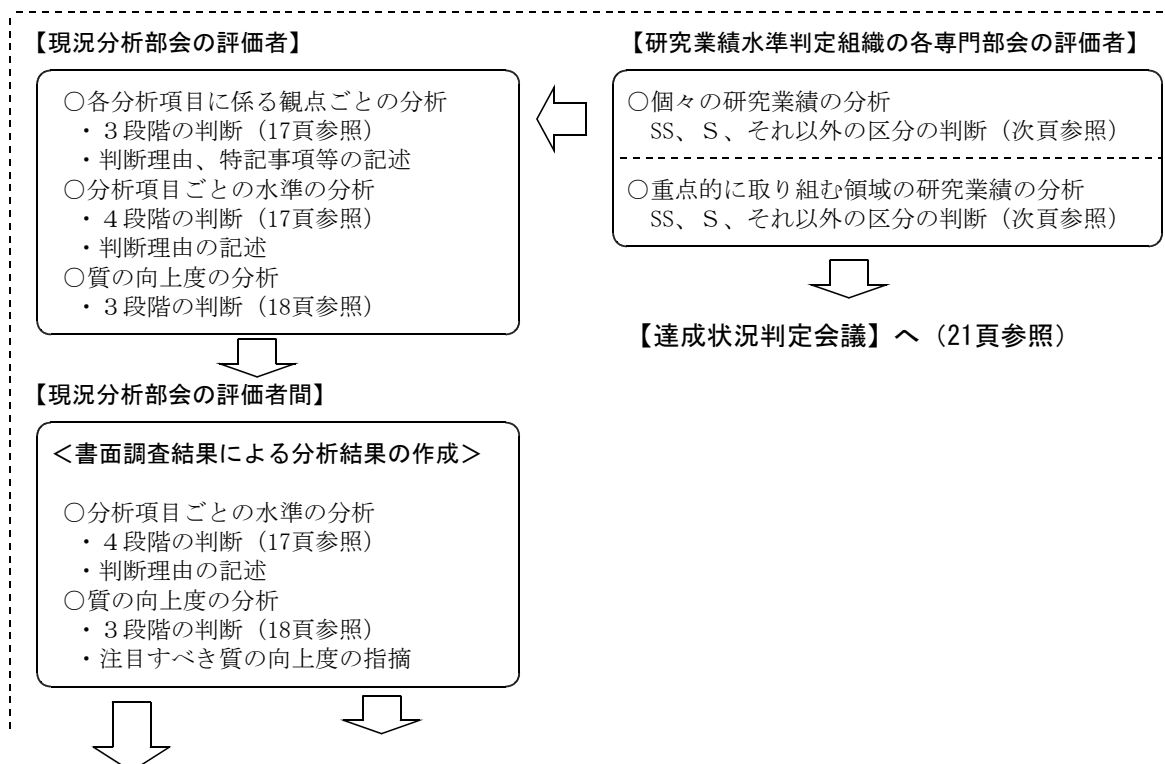 【現況分析部会の評価者】
○各分析項目に係る観点ごとの分析
・３段階の判断（17頁参照）
・判断理由、特記事項等の記述
○分析項目ごとの水準の分析
・４段階の判断（17頁参照）
・判断理由の記述
○質の向上度の分析
・３段階の判断（18頁参照）
【研究業績水準判定組織の各専門部会の評価者】
○個々の研究業績の分析
SS、Ｓ、それ以外の区分の判断（次頁参照）
○重点的に取り組む領域の研究業績の分析
SS、Ｓ、それ以外の区分の判断（次頁参照）
【達成状況判定会議】へ（21頁参照）
【現況分析部会の評価者間】
＜書面調査結果による分析結果の作成＞
○分析項目ごとの水準の分析
・４段階の判断（17頁参照）
・判断理由の記述
○質の向上度の分析
・３段階の判断（18頁参照）
・注目すべき質の向上度の指摘